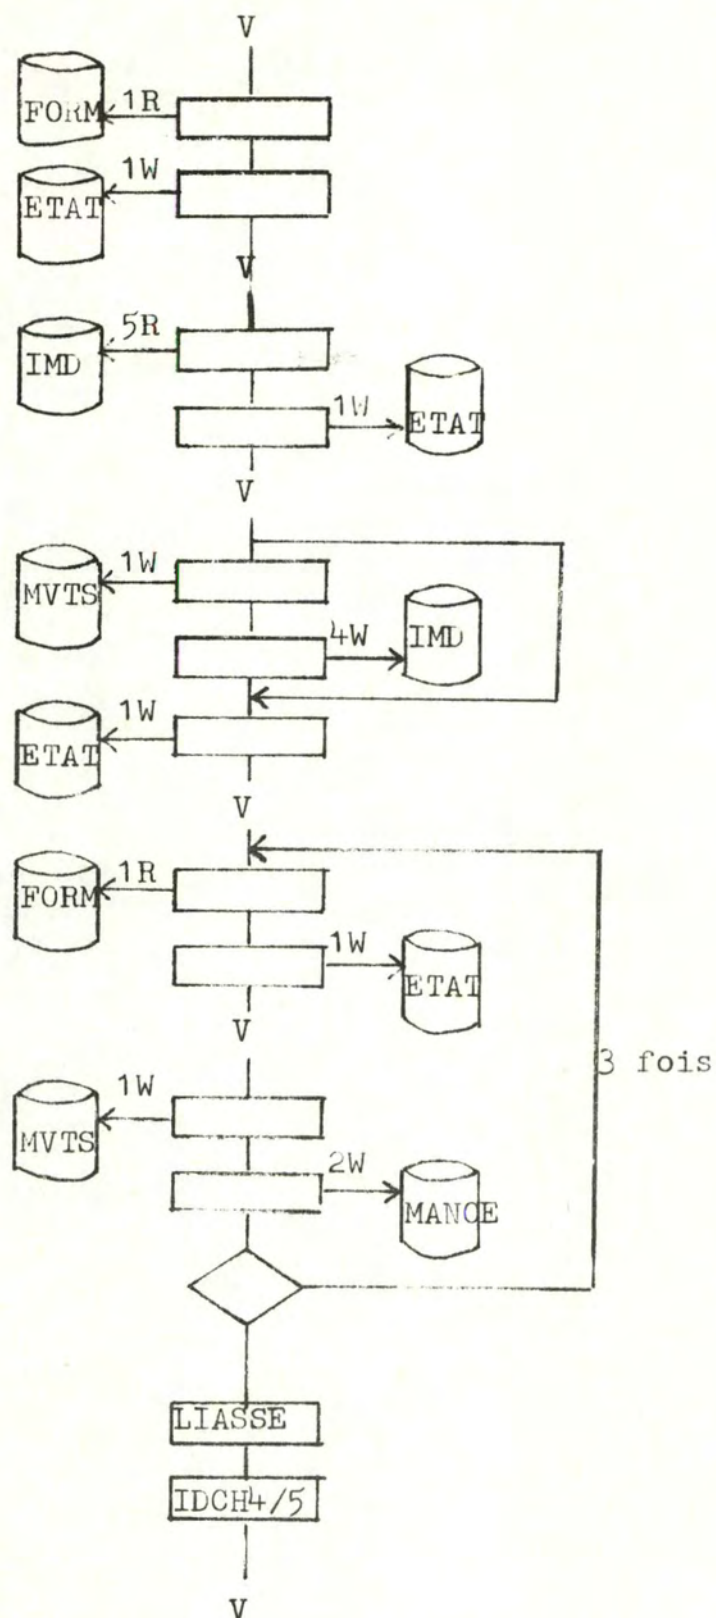 V
FORM 1R
ETAT 1W
V
IMD 5R
1W ETAT
V
MVTS 1W
4W IMD
ETAT 1W
V
FORM 1R
1W ETAT
V
3 fois
MVTS 1W
2W MANCE
LIASSE
IDCH4/5
V